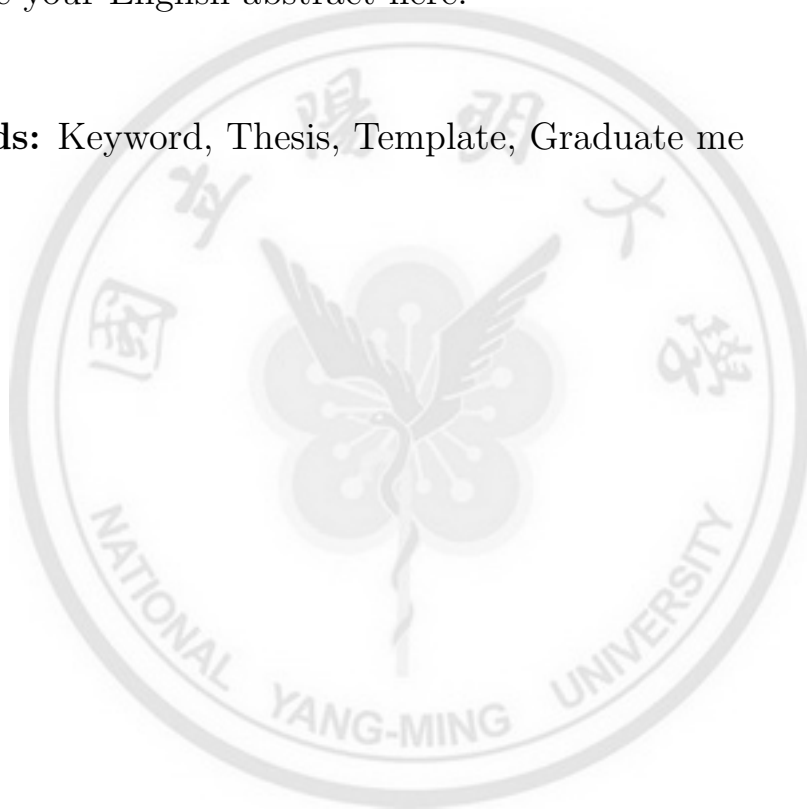 your English abstract here.
ds: Keyword, Thesis, Template, Graduate me
國立陽明大學
NATIONAL YANG-MING UNIVERSITY